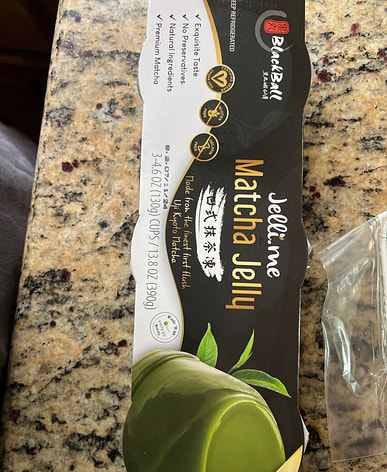 KEEP REFRIGERATED
BlackBall
✓ Exquisite Taste
✓ No Preservatives
✓ Natural Ingredients
✓ Premium Matcha
Jelli.me
Matcha Jelly
日式抹茶凍
Made from the finest first flush
Uji Kyoto Matcha
3-4.6 OZ (130g) CUPS / 13.8 OZ (390g)